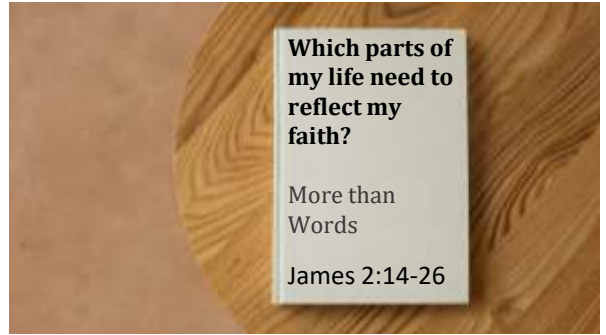 Which parts of
my life need to
reflect my
faith?
More than
Words
James 2:14-26